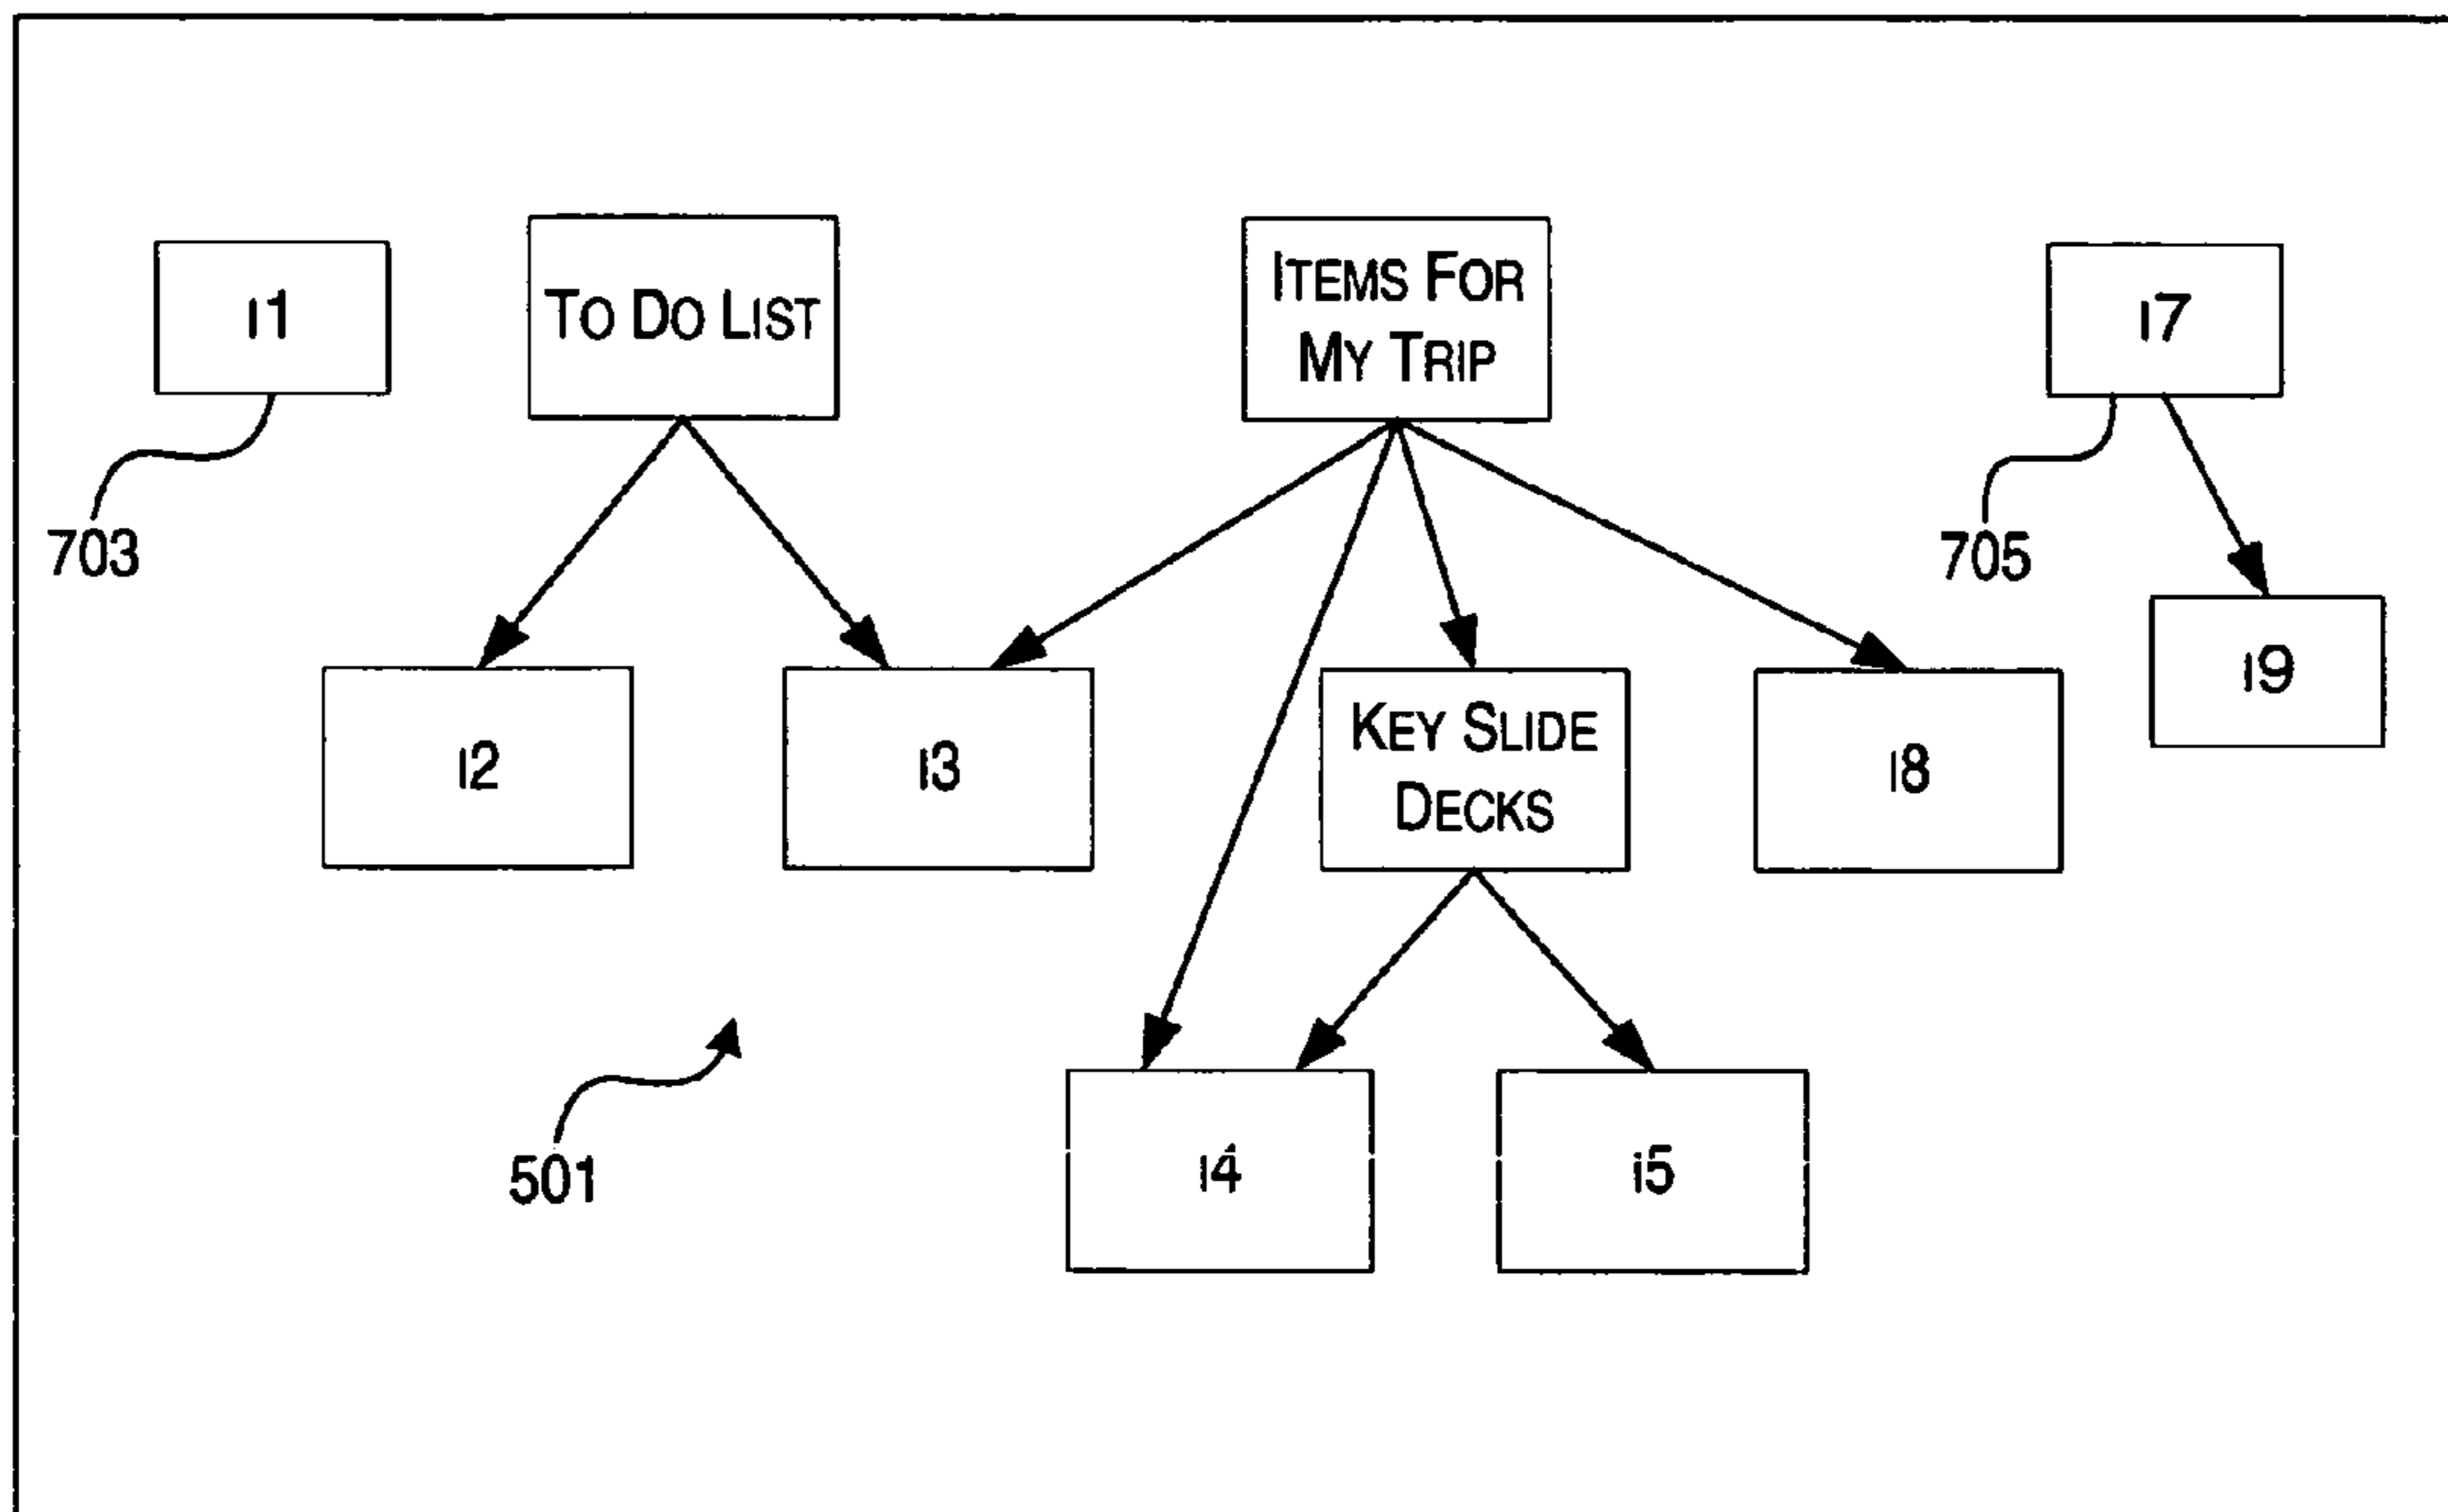 I1
TO DO LIST
ITEMS FOR
MY TRIP
I7
703
705
I2
I3
KEY SLIDE
DECKS
I8
I9
501
I4
I5